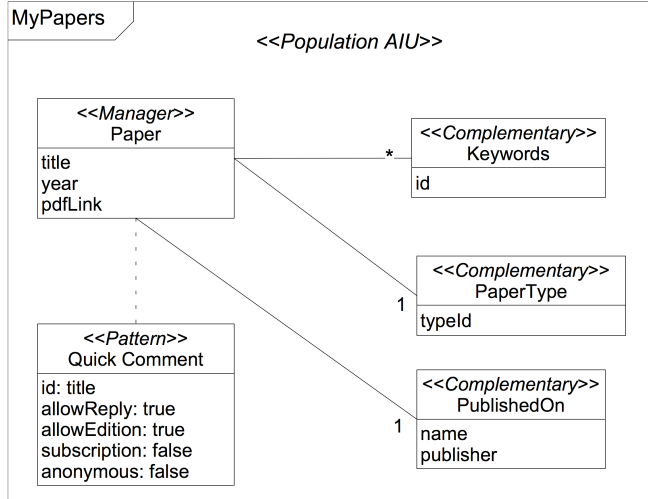 MyPapers
<<Population AIU>>
<<Manager>>
Paper
title
year
pdfLink
*
<<Complementary>>
Keywords
id
<<Complementary>>
PaperType
typeId
1
<<Pattern>>
Quick Comment
id: title
allowReply: true
allowEdition: true
subscription: false
anonymous: false
<<Complementary>>
PublishedOn
name
publisher
1